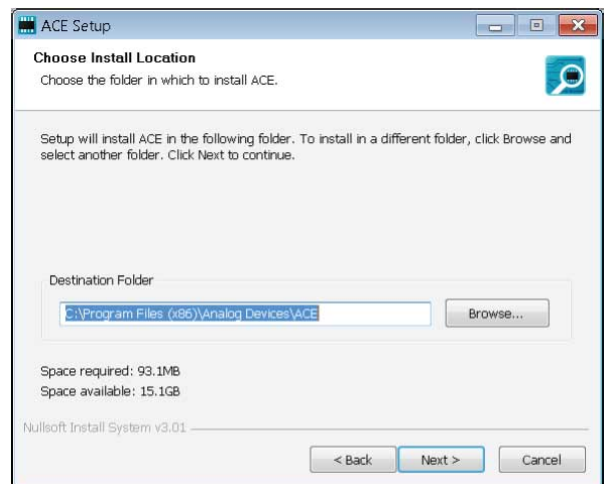 ACE Setup
Choose Install Location
Choose the folder in which to install ACE.
Setup will install ACE in the following folder. To install in a different folder, click Browse and
select another folder. Click Next to continue.
Destination Folder
C:\Program Files (x86)\Analog Devices\ACE
Browse...
Space required: 93.1MB
Space available: 15.1GB
Nullsoft Install System v3.01
< Back
Next >
Cancel